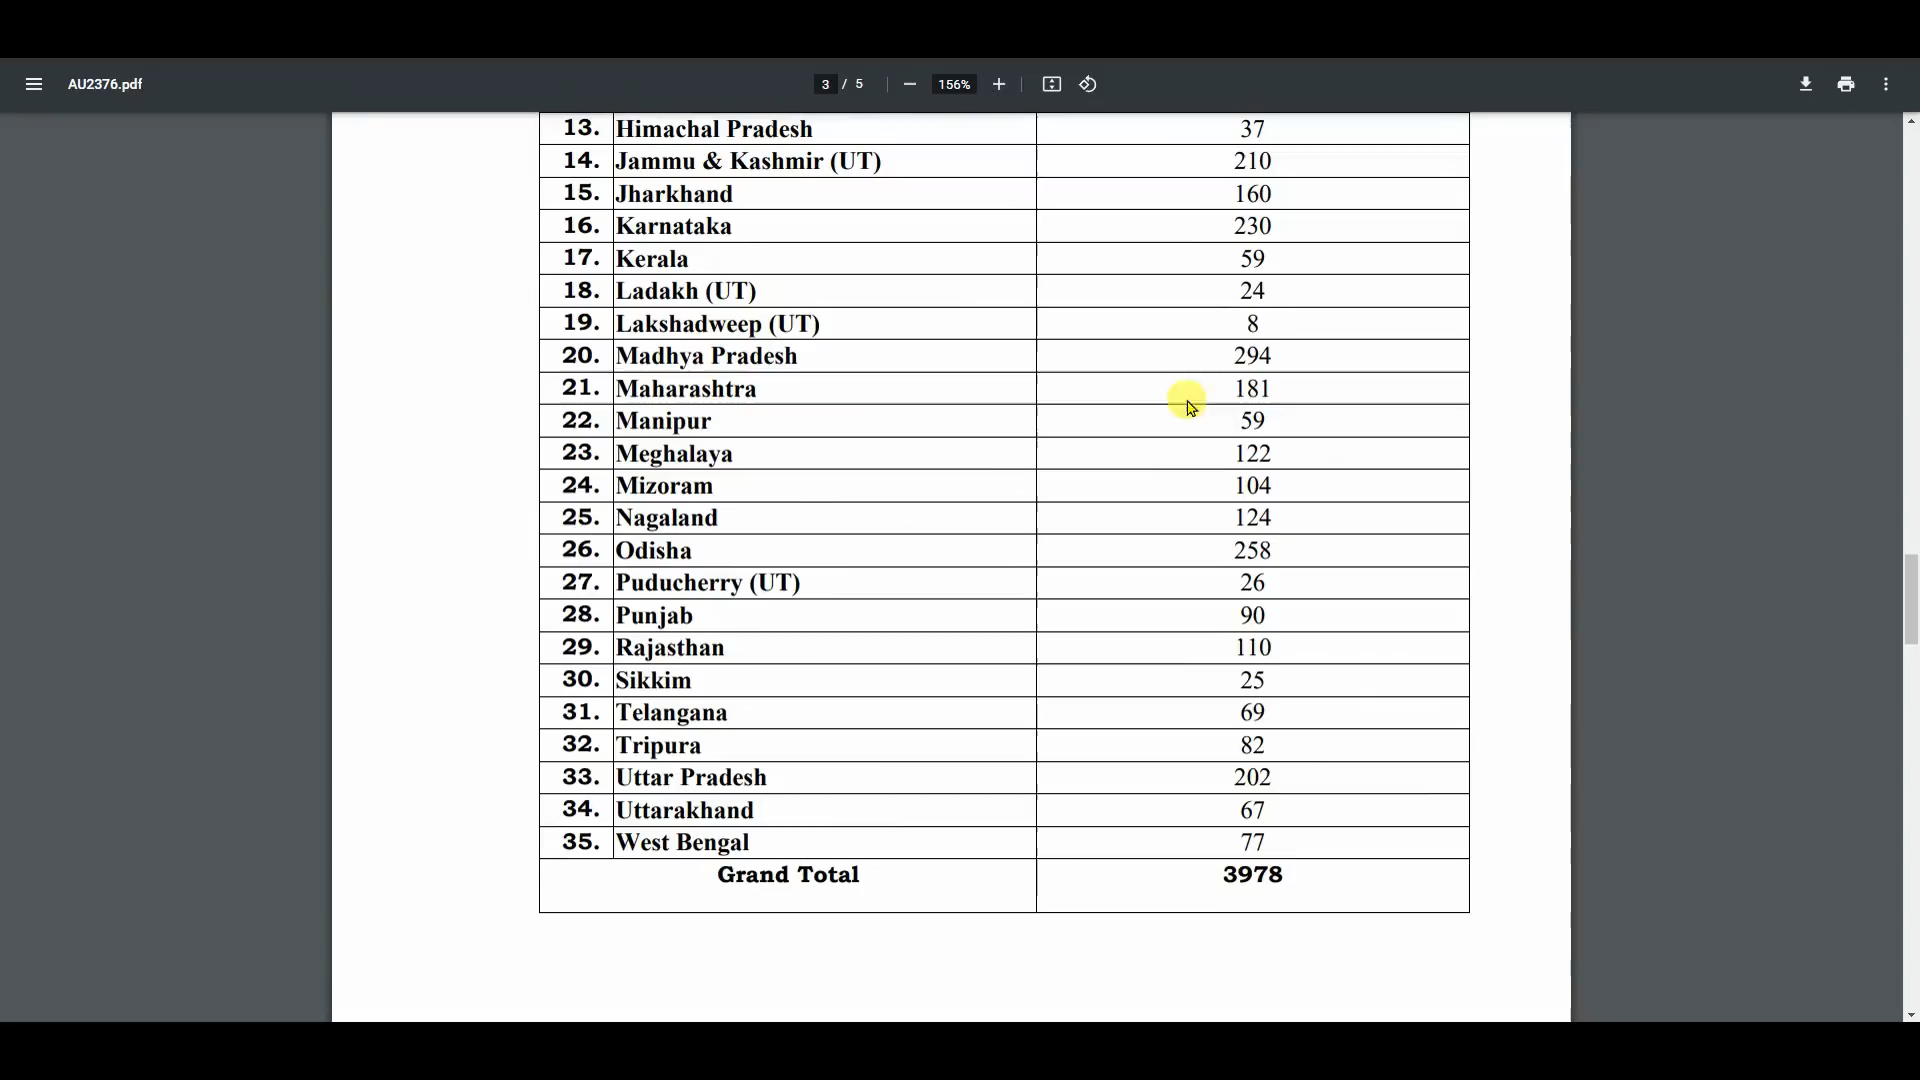 AU2376.pdf 3 / 5 156%
13. Himachal Pradesh 37
14. Jammu & Kashmir (UT) 210
15. Jharkhand 160
16. Karnataka 230
17. Kerala 59
18. Ladakh (UT) 24
19. Lakshadweep (UT) 8
20. Madhya Pradesh 294
21. Maharashtra 181
22. Manipur 59
23. Meghalaya 122
24. Mizoram 104
25. Nagaland 124
26. Odisha 258
27. Puducherry (UT) 26
28. Punjab 90
29. Rajasthan 110
30. Sikkim 25
31. Telangana 69
32. Tripura 82
33. Uttar Pradesh 202
34. Uttarakhand 67
35. West Bengal 77
Grand Total 3978